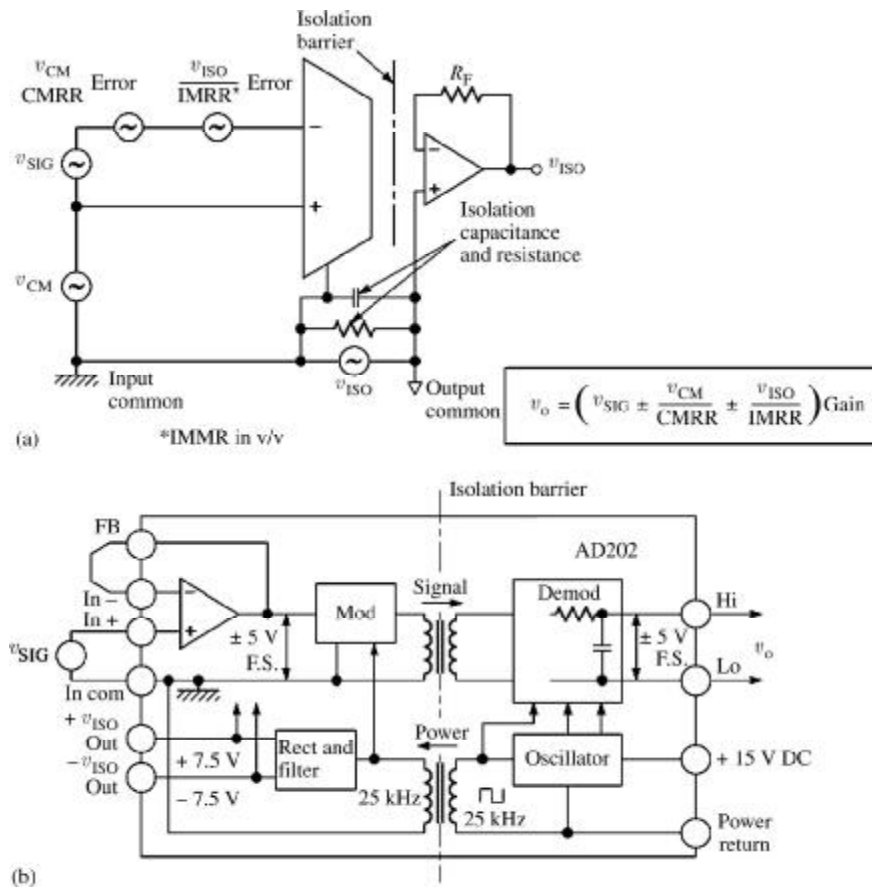 Isolation
barrier
v_CM / CMRR Error
v_ISO / IMRR* Error
R_F
v_SIG
−
+
−
+
v_ISO
Isolation
capacitance
and resistance
v_CM
Input
common
v_ISO
Output
common
v_o = ( v_SIG ± v_CM / CMRR ± v_ISO / IMRR ) Gain
(a)
*IMMR in v/v
Isolation barrier
FB
AD202
In −
In +
−
+
Mod
Signal
Demod
Hi
v_SIG
± 5 V
F.S.
± 5 V
F.S.
v_o
Lo
In com
+ v_ISO
Out
− v_ISO
Out
+ 7.5 V
− 7.5 V
Rect and
filter
Power
25 kHz
25 kHz
Oscillator
+ 15 V DC
Power
return
(b)